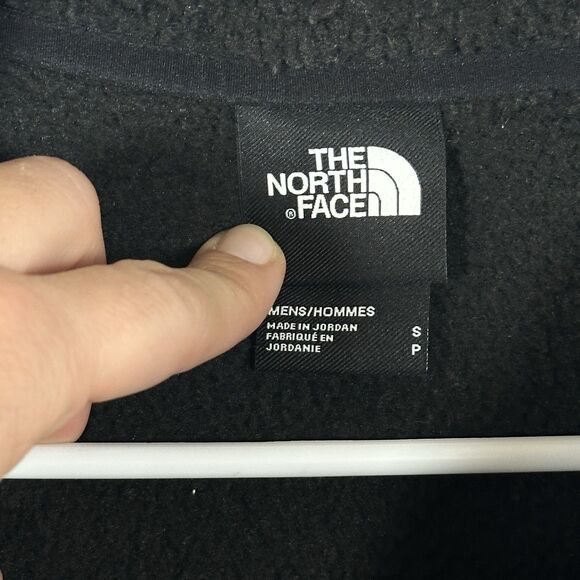 THE
NORTH
®FACE
MENS/HOMMES
MADE IN JORDAN
FABRIQUÉ EN
JORDANIE
S
P